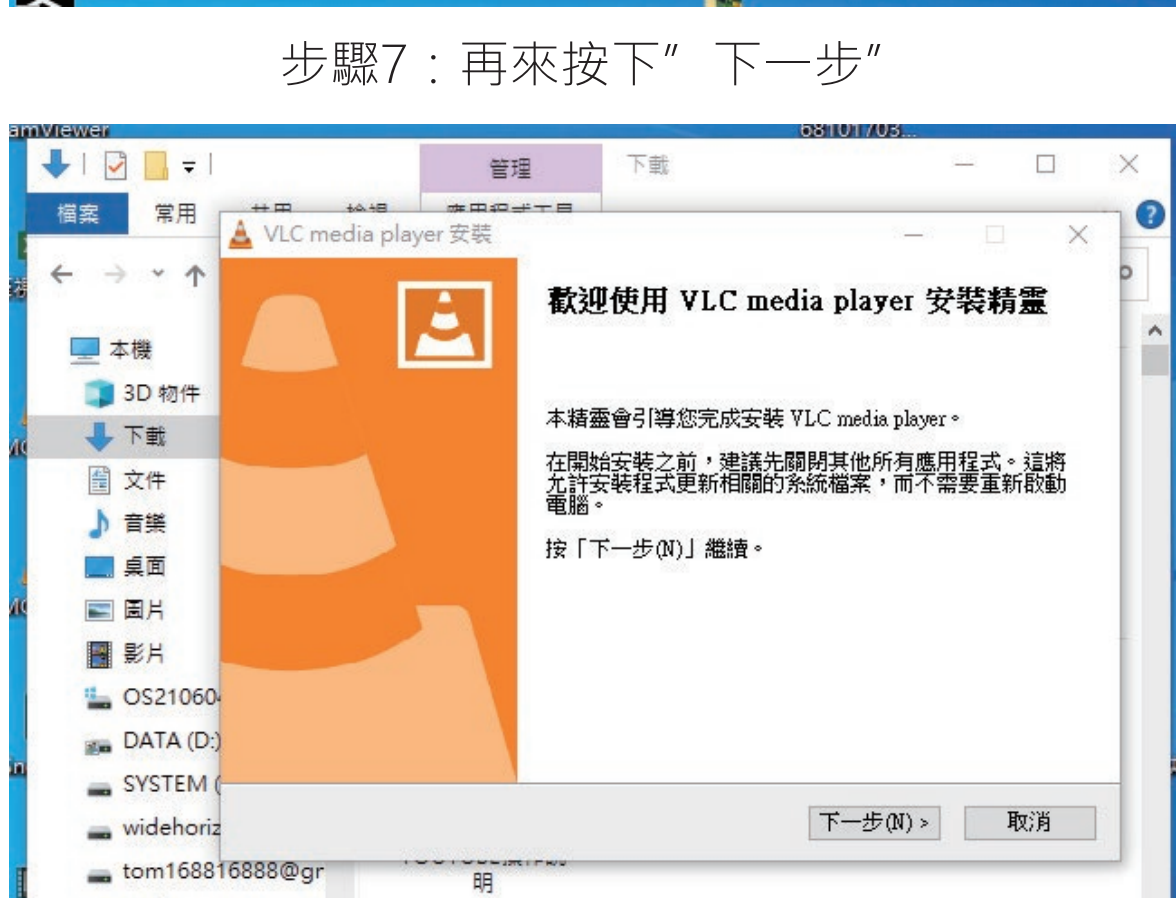 步驟7：再來按下”下一步”
68101703...
管理
下載
檔案
常用
VLC media player 安裝
歡迎使用 VLC media player 安裝精靈
本機
3D 物件
本精靈會引導您完成安裝 VLC media player。
下載
在開始安裝之前，建議先關閉其他所有應用程式。這將
允許安裝程式更新相關的系統檔案，而不需要重新啟動
電腦。
文件
音樂
按「下一步(N)」繼續。
桌面
圖片
影片
OS210604
DATA (D:)
SYSTEM (
下一步(N) >
取消
widehoriz
tom168816888@gr
明